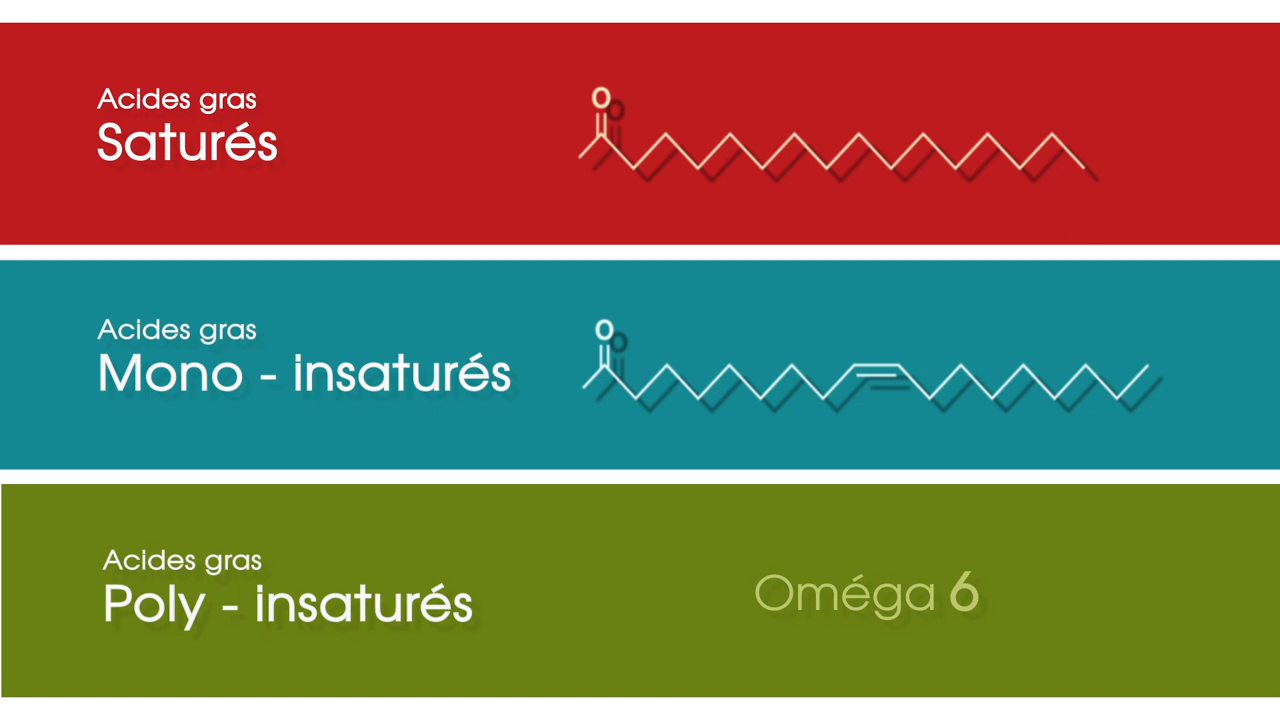 Acides gras
Saturés
O
Acides gras
Mono - insaturés
O
Acides gras
Poly - insaturés
Oméga 6